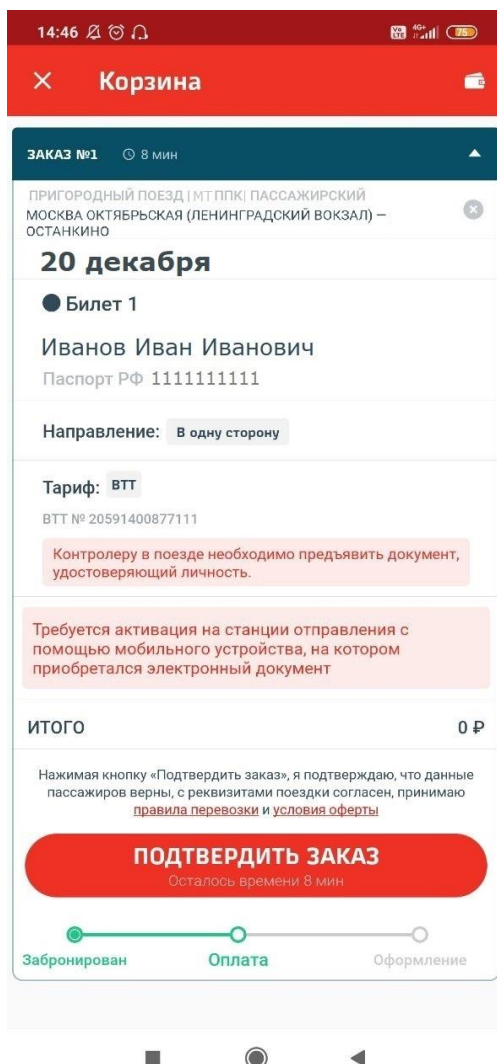 14:46
Vo LTE 4G+ 75
Корзина
ЗАКАЗ №1 8 мин
ПРИГОРОДНЫЙ ПОЕЗД | МТ ППК| ПАССАЖИРСКИЙ
МОСКВА ОКТЯБРЬСКАЯ (ЛЕНИНГРАДСКИЙ ВОКЗАЛ) –
ОСТАНКИНО
20 декабря
Билет 1
Иванов Иван Иванович
Паспорт РФ 1111111111
Направление: В одну сторону
Тариф: ВТТ
ВТТ № 20591400877111
Контролеру в поезде необходимо предъявить документ,
удостоверяющий личность.
Требуется активация на станции отправления с
помощью мобильного устройства, на котором
приобретался электронный документ
ИТОГО 0 ₽
Нажимая кнопку «Подтвердить заказ», я подтверждаю, что данные
пассажиров верны, с реквизитами поездки согласен, принимаю
правила перевозки и условия оферты
ПОДТВЕРДИТЬ ЗАКАЗ
Осталось времени 8 мин
Забронирован Оплата Оформление